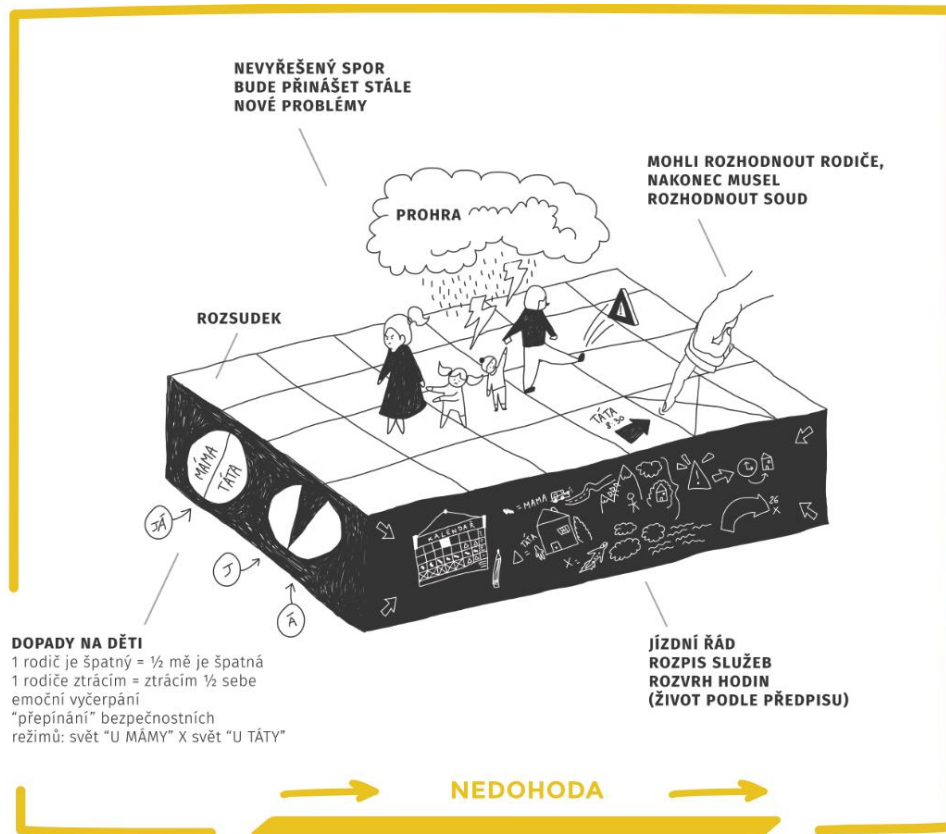 NEVYŘEŠENÝ SPOR
BUDE PŘINÁŠET STÁLE
NOVÉ PROBLÉMY
MOHLI ROZHODNOUT RODIČE,
NAKONEC MUSEL
ROZHODNOUT SOUD
PROHRA
ROZSUDEK
TÁTA
8:30
MÁMA
TÁTA
JÁ
J
Á
KALENDÁŘ
= MAMA
△ = TÁTA
X =
26
X
DOPADY NA DĚTI
1 rodič je špatný = ½ mě je špatná
1 rodiče ztrácím = ztrácím ½ sebe
emoční vyčerpání
"přepínání" bezpečnostních
režimů: svět "U MÁMY" X svět "U TÁTY"
JÍZDNÍ ŘÁD
ROZPIS SLUŽEB
ROZVRH HODIN
(ŽIVOT PODLE PŘEDPISU)
NEDOHODA